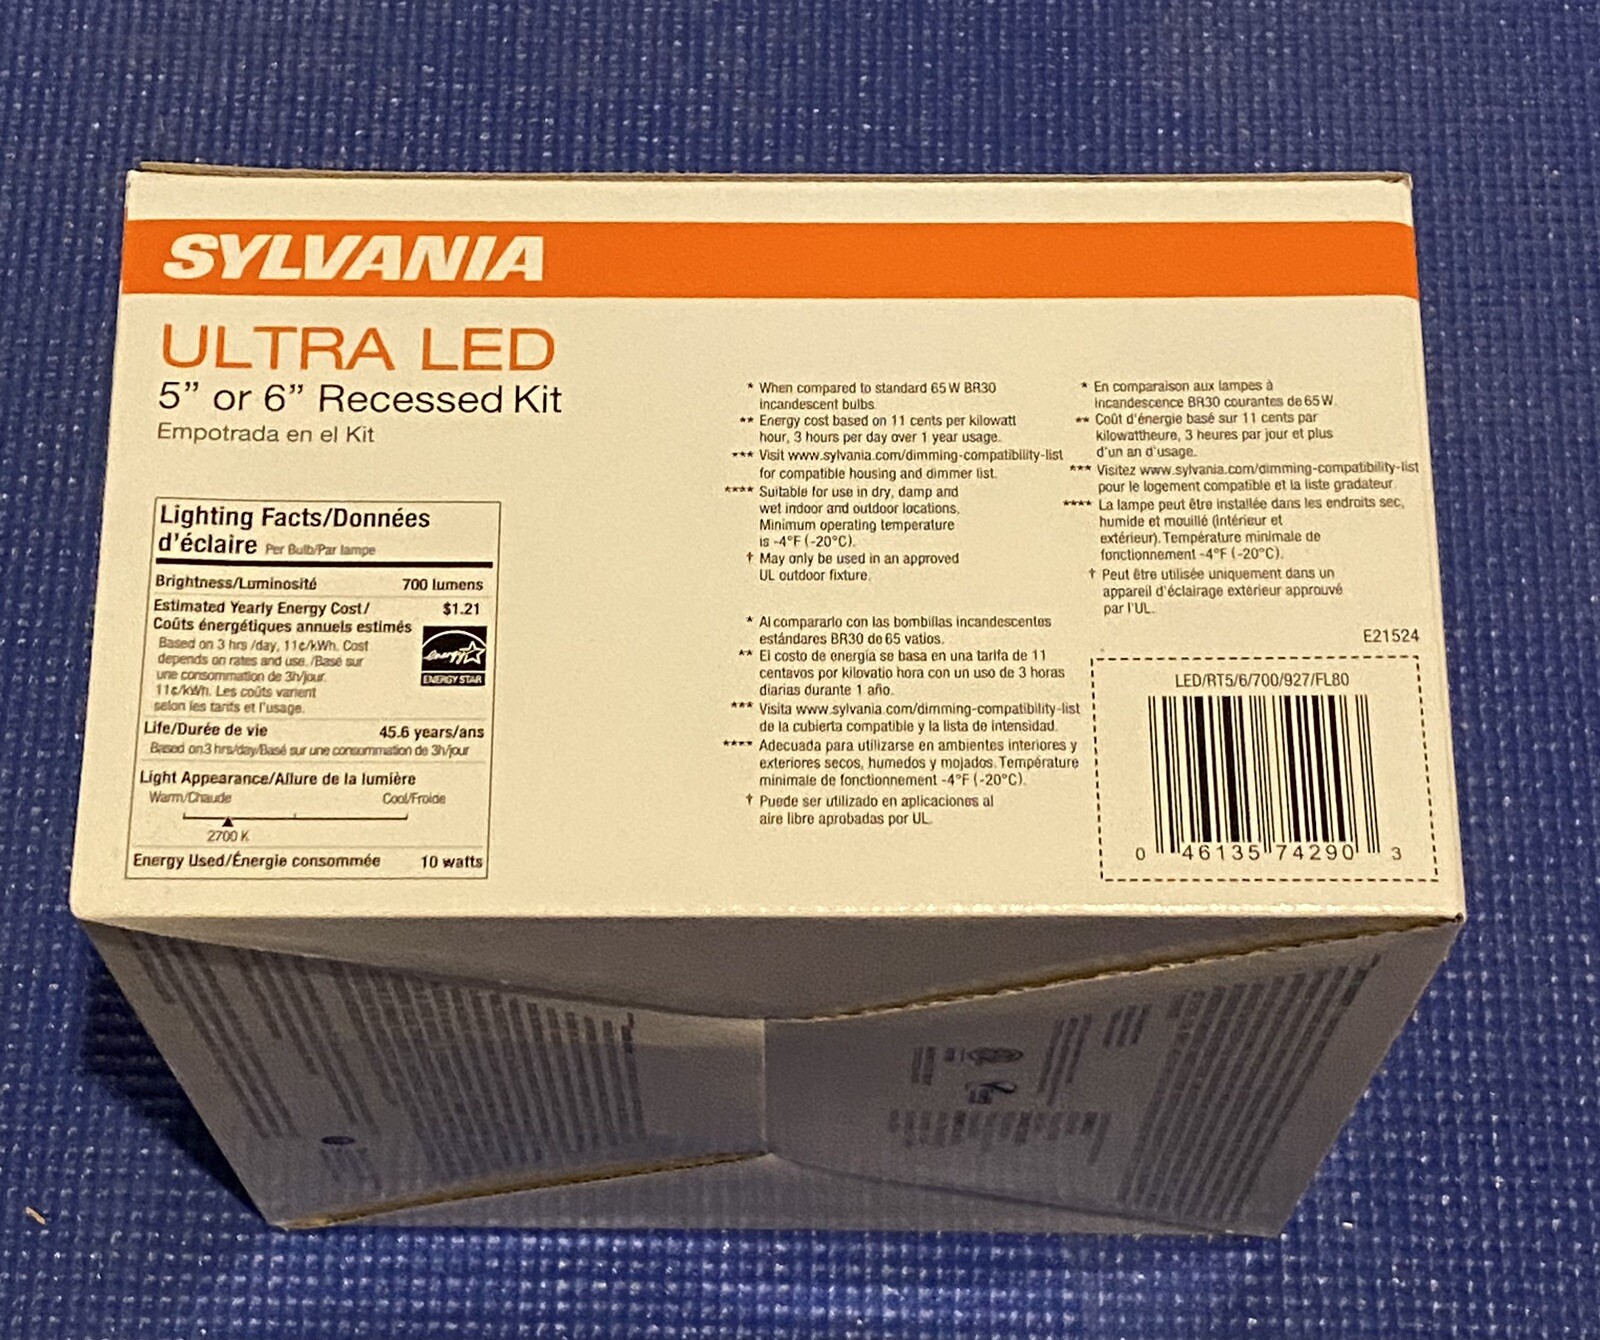 SYLVANIA
ULTRA LED
5” or 6” Recessed Kit
Empotrada en el Kit
Lighting Facts/Données
d'éclaire Per Bulb/Par lampe
Brightness/Luminosité 700 lumens
Estimated Yearly Energy Cost/ $1.21
Coûts énergétiques annuels estimés
Based on 3 hrs /day, 11¢/kWh. Cost
depends on rates and use. /Basé sur
une consommation de 3h/jour.
11¢/kWh. Les coûts varient
selon les tarifs et l'usage.
energy
ENERGY STAR
Life/Durée de vie 45.6 years/ans
Based on 3 hrs/day/Basé sur une consommation de 3h/jour
Light Appearance/Allure de la lumière
Warm/Chaude Cool/Froide
2700 K
Energy Used/Énergie consommée 10 watts
* When compared to standard 65 W BR30
incandescent bulbs.
** Energy cost based on 11 cents per kilowatt
hour, 3 hours per day over 1 year usage.
*** Visit www.sylvania.com/dimming-compatibility-list
for compatible housing and dimmer list.
**** Suitable for use in dry, damp and
wet indoor and outdoor locations.
Minimum operating temperature
is -4°F (-20°C).
† May only be used in an approved
UL outdoor fixture.
* Al compararlo con las bombillas incandescentes
estándares BR30 de 65 vatios.
** El costo de energía se basa en una tarifa de 11
centavos por kilovatio hora con un uso de 3 horas
diarias durante 1 año.
*** Visita www.sylvania.com/dimming-compatibility-list
de la cubierta compatible y la lista de intensidad.
**** Adecuada para utilizarse en ambientes interiores y
exteriores secos, humedos y mojados. Température
minimale de fonctionnement -4°F (-20°C).
† Puede ser utilizado en aplicaciones al
aire libre aprobadas por UL.
* En comparaison aux lampes à
incandescence BR30 courantes de 65 W.
** Coût d'énergie basé sur 11 cents par
kilowattheure, 3 heures par jour et plus
d'un an d'usage.
*** Visitez www.sylvania.com/dimming-compatibility-list
pour le logement compatible et la liste gradateur.
**** La lampe peut être installée dans les endroits sec,
humide et mouillé (intérieur et
extérieur). Température minimale de
fonctionnement -4°F (-20°C).
† Peut être utilisée uniquement dans un
appareil d'éclairage extérieur approuvé
par l'UL.
E21524
LED/RT5/6/700/927/FL80
0 46135 74290 3